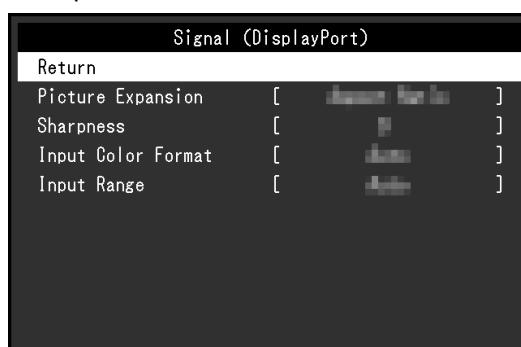 Signal (DisplayPort)
Return
Picture Expansion [ ]
Sharpness [ ]
Input Color Format [ ]
Input Range [ ]